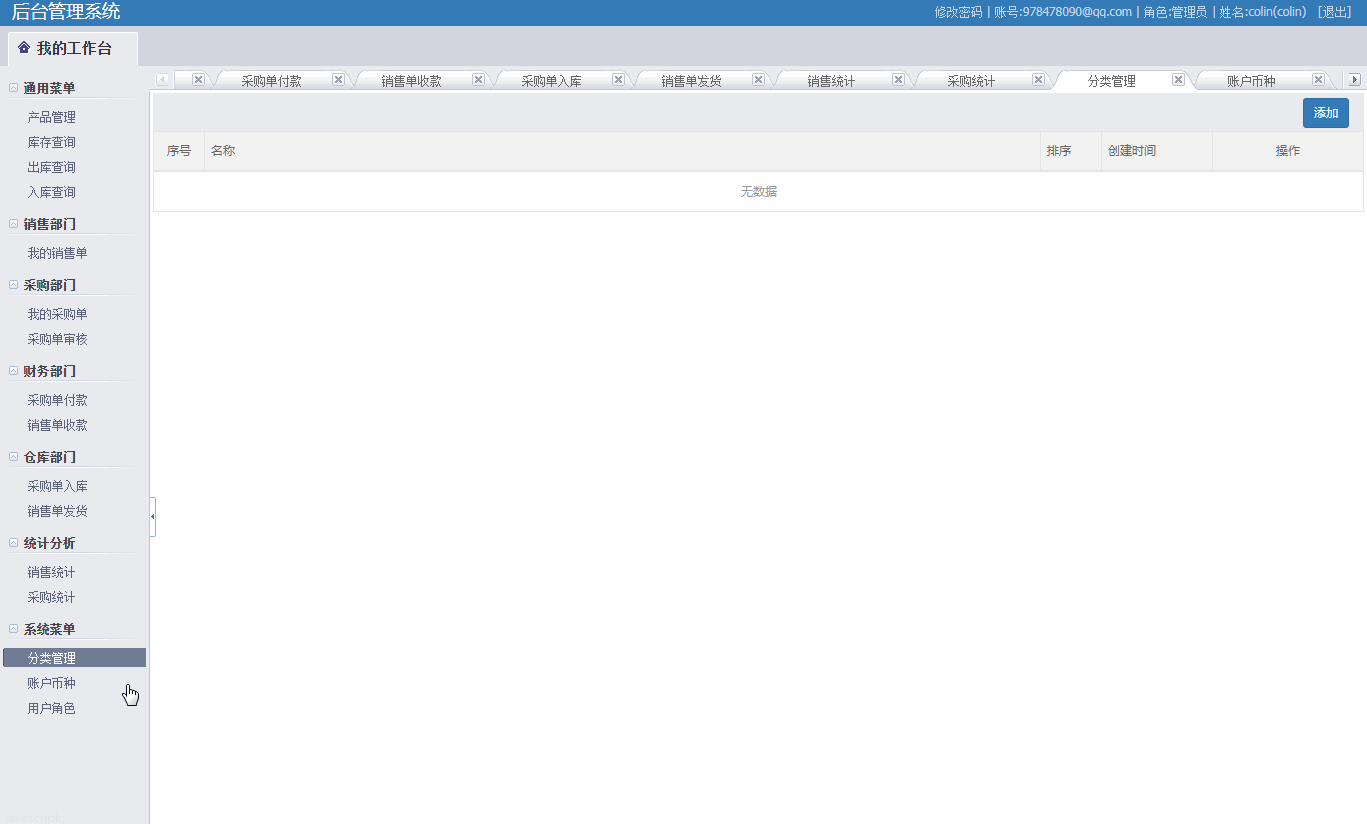 后台管理系统
修改密码 | 账号:978478090@qq.com | 角色:管理员 | 姓名:colin(colin) [退出]
我的工作台
通用菜单
产品管理
库存查询
出库查询
入库查询
销售部门
我的销售单
采购部门
我的采购单
采购单审核
财务部门
采购单付款
销售单收款
仓库部门
采购单入库
销售单发货
统计分析
销售统计
采购统计
系统菜单
分类管理
账户币种
用户角色
采购单付款 销售单收款 采购单入库 销售单发货 销售统计 采购统计 分类管理 账户币种
添加
序号 名称 排序 创建时间 操作
无数据